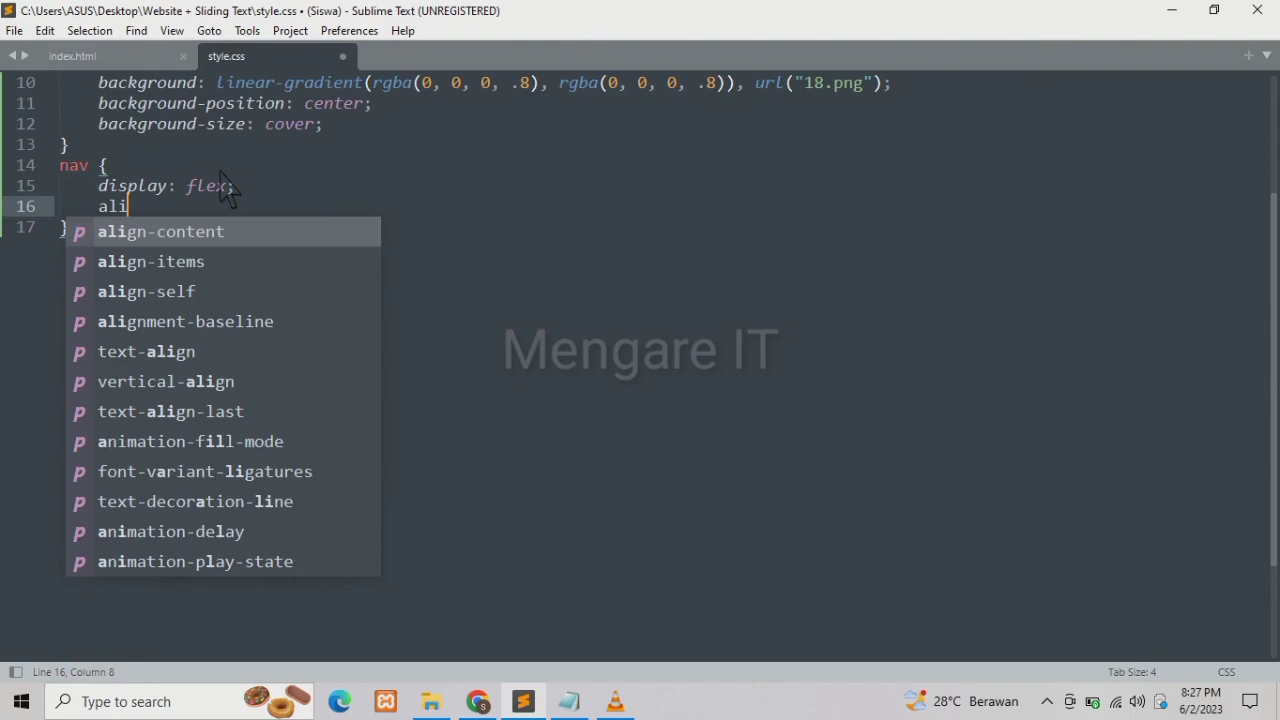 C:\Users\ASUS\Desktop\Website + Sliding Text\style.css • (Siswa) - Sublime Text (UNREGISTERED)
File Edit Selection Find View Goto Tools Project Preferences Help
index.html style.css
10 background: linear-gradient(rgba(0, 0, 0, .8), rgba(0, 0, 0, .8)), url("18.png");
11 background-position: center;
12 background-size: cover;
13 }
14 nav {
15 display: flex;
16 ali
17 }
p align-content
p align-items
p align-self
p alignment-baseline
p text-align
p vertical-align
p text-align-last
p animation-fill-mode
p font-variant-ligatures
p text-decoration-line
p animation-delay
p animation-play-state
Mengare IT
Line 16, Column 8 Tab Size: 4 CSS
Type to search 28°C Berawan 8:27 PM
6/2/2023